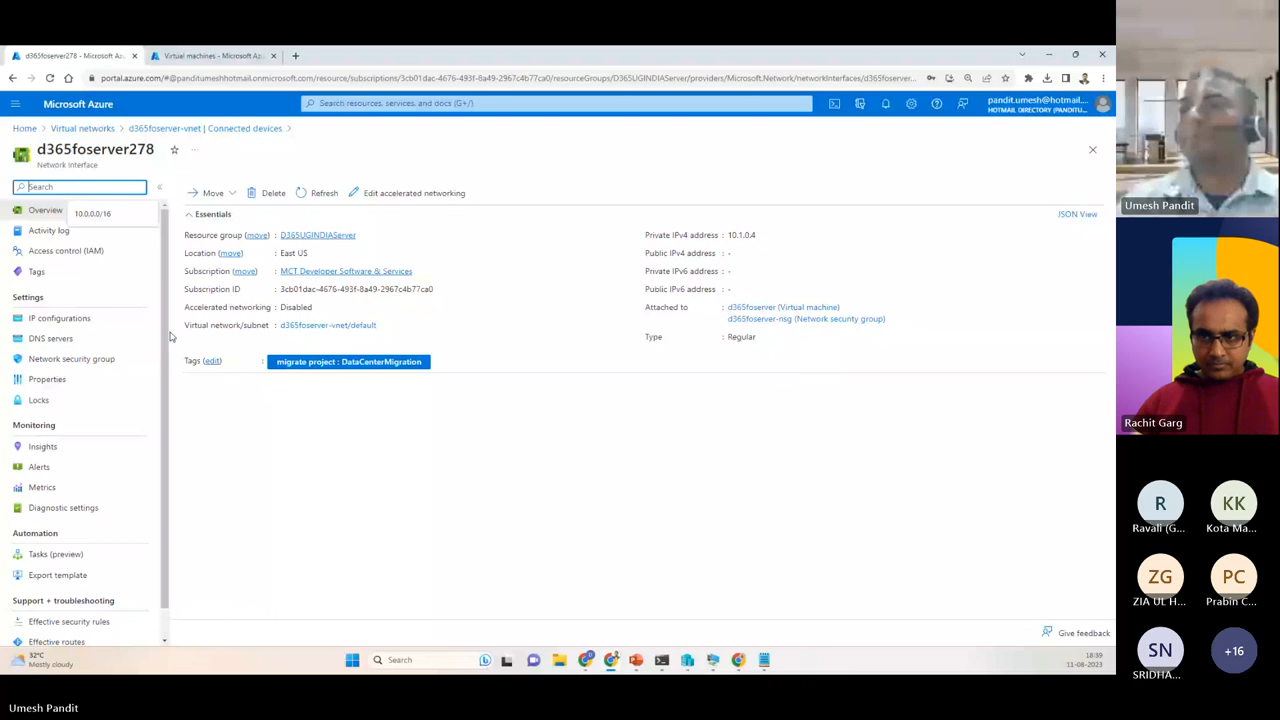 d365foserver278 - Microsoft Az
Virtual machines - Microsoft Az
portal.azure.com/#@panditumeshhotmail.onmicrosoft.com/resource/subscriptions/3cb01dac-4676-493f-8a49-2967c4b77ca0/resourceGroups/D365UGINDIAServer/providers/Microsoft.Network/networkInterfaces/d365foserver...
Microsoft Azure
Search resources, services, and docs (G+/)
pandit.umesh@hotmail....
HOTMAIL DIRECTORY (PANDITU...
Home > Virtual networks > d365foserver-vnet | Connected devices >
d365foserver278
Network Interface
Search
Move
Delete
Refresh
Edit accelerated networking
Overview
10.0.0.0/16
Activity log
Access control (IAM)
Tags
Settings
IP configurations
DNS servers
Network security group
Properties
Locks
Monitoring
Insights
Alerts
Metrics
Diagnostic settings
Automation
Tasks (preview)
Export template
Support + troubleshooting
Effective security rules
Effective routes
Essentials
JSON View
Resource group (move) : D365UGINDIAServer
Location (move) : East US
Subscription (move) : MCT Developer Software & Services
Subscription ID : 3cb01dac-4676-493f-8a49-2967c4b77ca0
Accelerated networking : Disabled
Virtual network/subnet : d365foserver-vnet/default
Private IPv4 address : 10.1.0.4
Public IPv4 address : -
Private IPv6 address : -
Public IPv6 address : -
Attached to : d365foserver (Virtual machine)
d365foserver-nsg (Network security group)
Type : Regular
Tags (edit) : migrate project : DataCenterMigration
Give feedback
32°C
Mostly cloudy
Search
18:39
11-08-2023
Umesh Pandit
Rachit Garg
R
Ravali (G...
KK
Kota Ma...
ZG
ZIA UL H...
PC
Prabin C...
SN
SRIDHA...
+16
Umesh Pandit